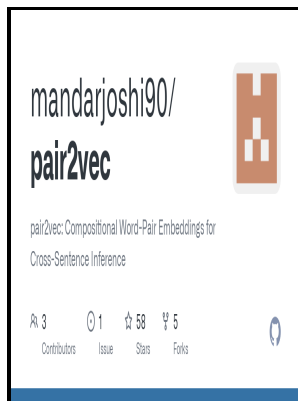 mandarjoshi90/
pair2vec
pair2vec: Compositional Word-Pair Embeddings for
Cross-Sentence Inference
3 1 58 5
Contributors Issue Stars Forks